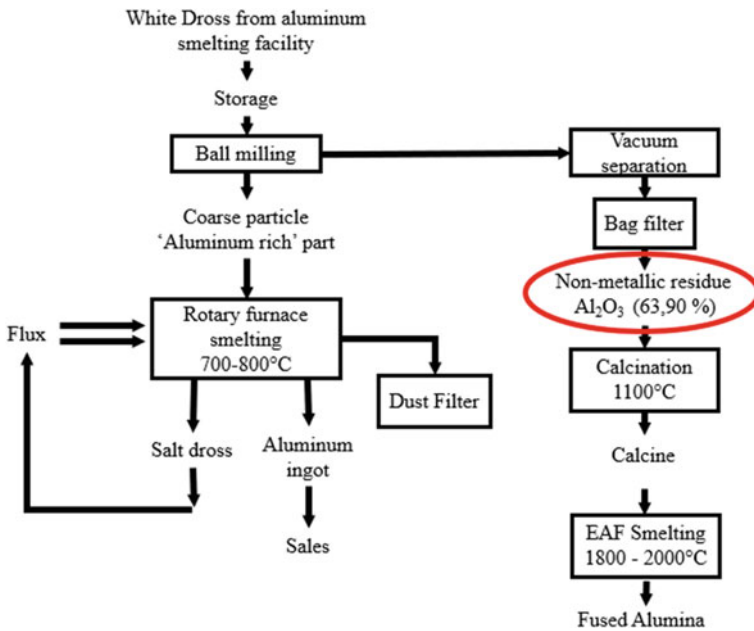 White Dross from aluminum
smelting facility
Storage
Ball milling
Vacuum
separation
Coarse particle
'Aluminum rich' part
Bag filter
Non-metallic residue
Al₂O₃ (63,90 %)
Flux
Rotary furnace
smelting
700-800°C
Dust Filter
Calcination
1100°C
Salt dross
Aluminum
ingot
Calcine
Sales
EAF Smelting
1800 - 2000°C
Fused Alumina